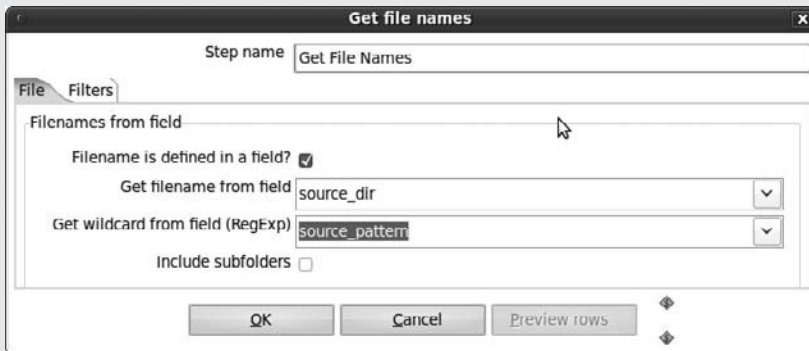 Get file names
Step name Get File Names
File Filters
Filenames from field
Filename is defined in a field?
Get filename from field source_dir
Get wildcard from field (RegExp) source_pattern
Include subfolders
OK Cancel Preview rows